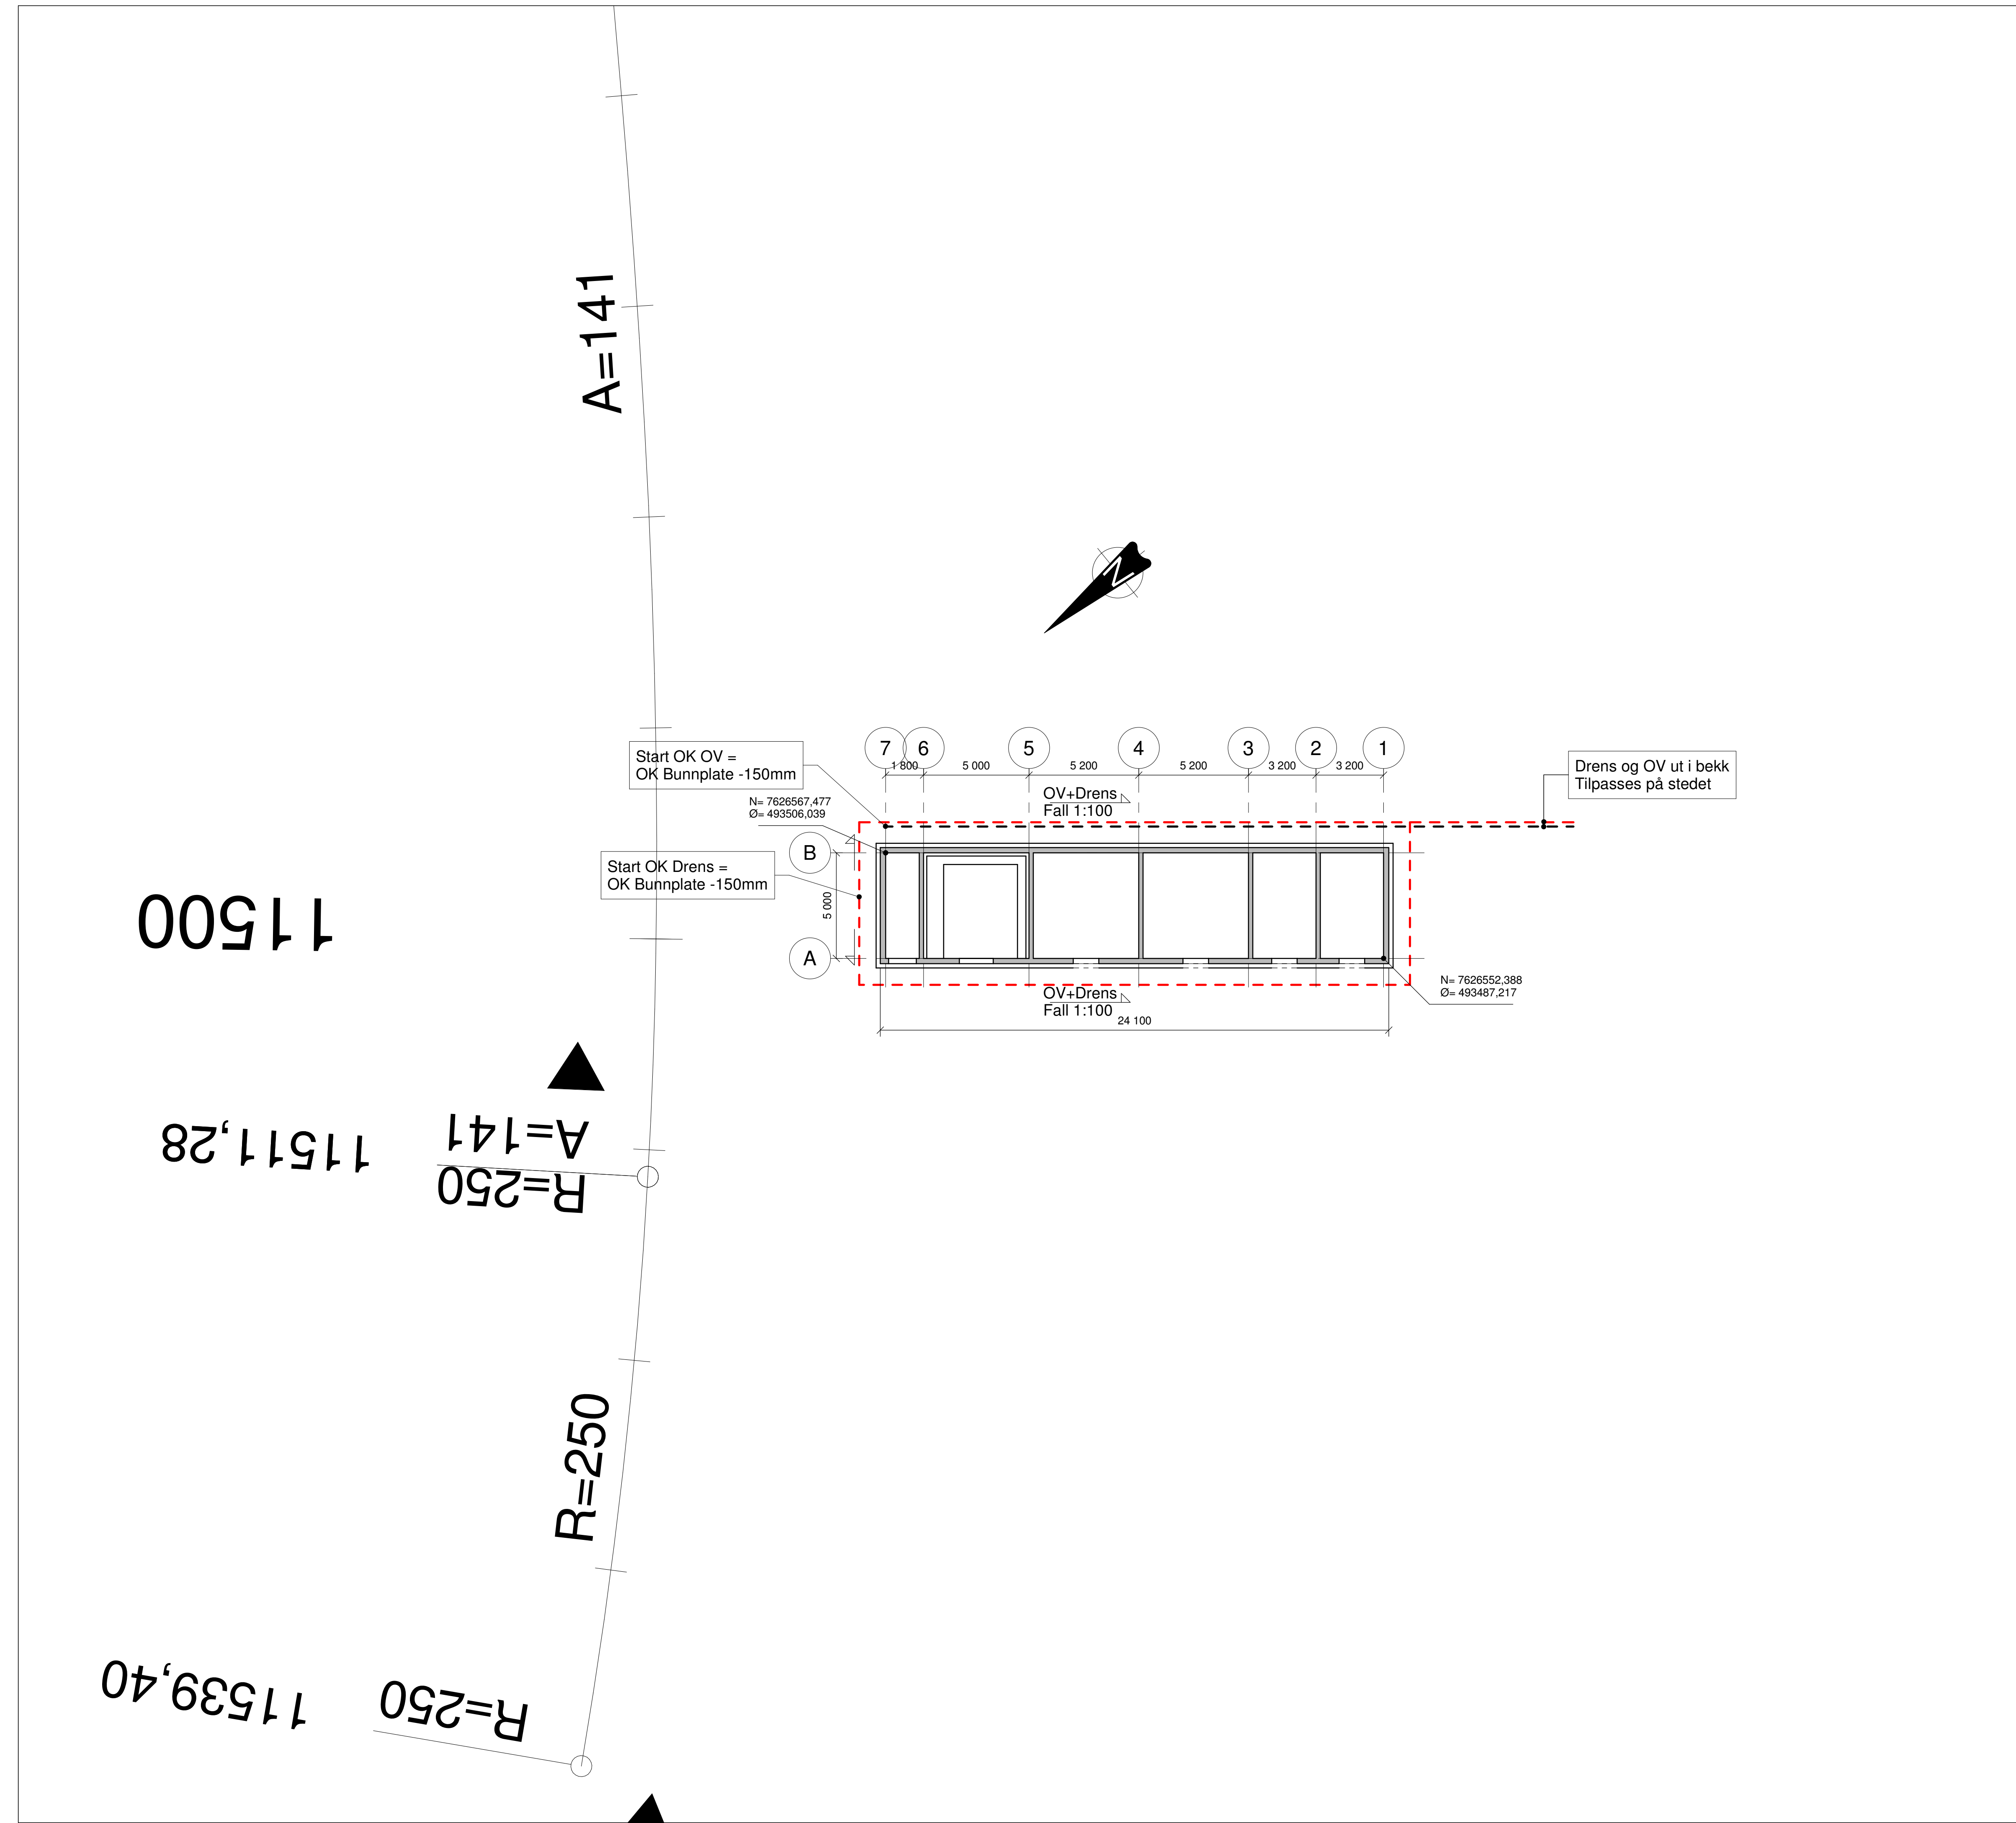 A=141
N
7
6
5
4
3
2
1
1 800
5 000
5 200
5 200
3 200
3 200
Start OK OV =
OK Bunnplate -150mm
Drens og OV ut i bekk
Tilpasses på stedet
OV+Drens
Fall 1:100
N= 7626567,477
Ø= 493506,039
B
Start OK Drens =
OK Bunnplate -150mm
5 000
A
11500
N= 7626552,388
Ø= 493487,217
OV+Drens
Fall 1:100
24 100
A=141
11511,28
R=250
R=250
11539,40
R=250